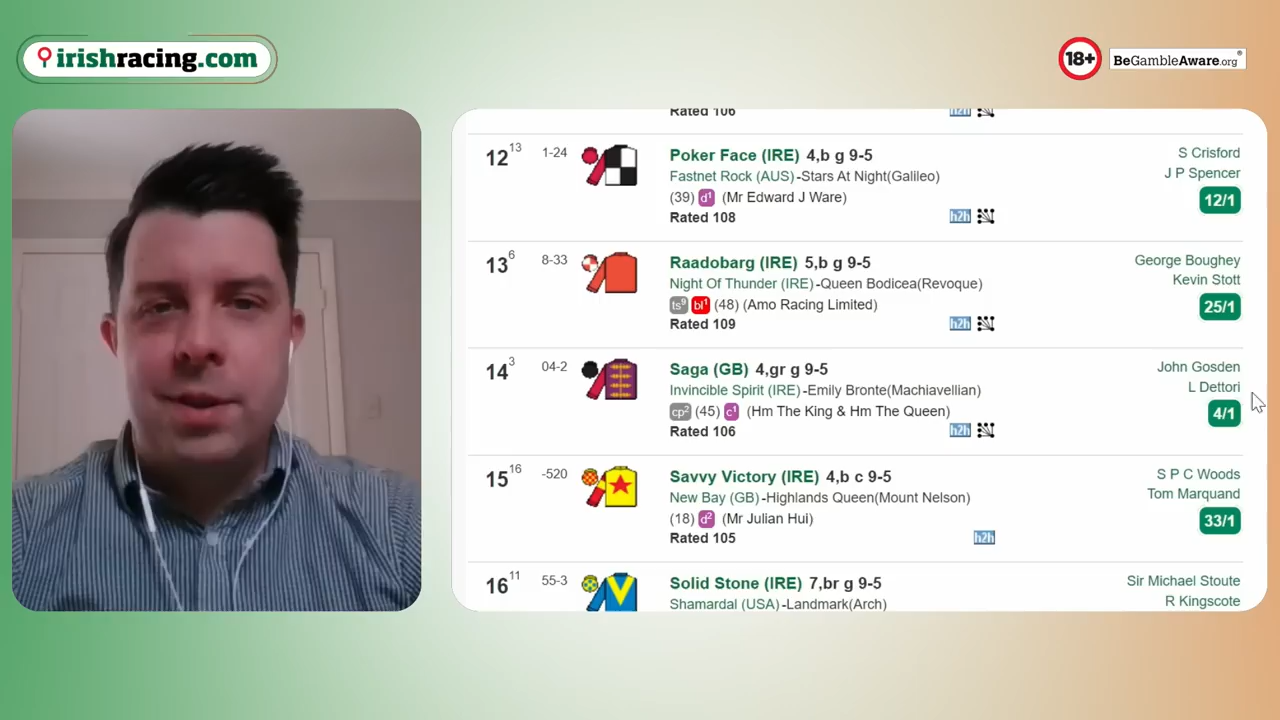 irishracing.com
18+
BeGambleAware.org®
Rated 106
h2h
12 13 1-24 Poker Face (IRE) 4,b g 9-5 S Crisford
Fastnet Rock (AUS) -Stars At Night(Galileo) J P Spencer
(39) d1 (Mr Edward J Ware) 12/1
Rated 108 h2h
13 6 8-33 Raadobarg (IRE) 5,b g 9-5 George Boughey
Night Of Thunder (IRE)-Queen Bodicea(Revoque) Kevin Stott
ts9 bl1 (48) (Amo Racing Limited) 25/1
Rated 109 h2h
14 3 04-2 Saga (GB) 4,gr g 9-5 John Gosden
Invincible Spirit (IRE)-Emily Bronte(Machiavellian) L Dettori
cp2 (45) c1 (Hm The King & Hm The Queen) 4/1
Rated 106 h2h
15 16 -520 Savvy Victory (IRE) 4,b c 9-5 S P C Woods
New Bay (GB)-Highlands Queen(Mount Nelson) Tom Marquand
(18) d2 (Mr Julian Hui) 33/1
Rated 105 h2h
16 11 55-3 Solid Stone (IRE) 7,br g 9-5 Sir Michael Stoute
Shamardal (USA)-Landmark(Arch) R Kingscote